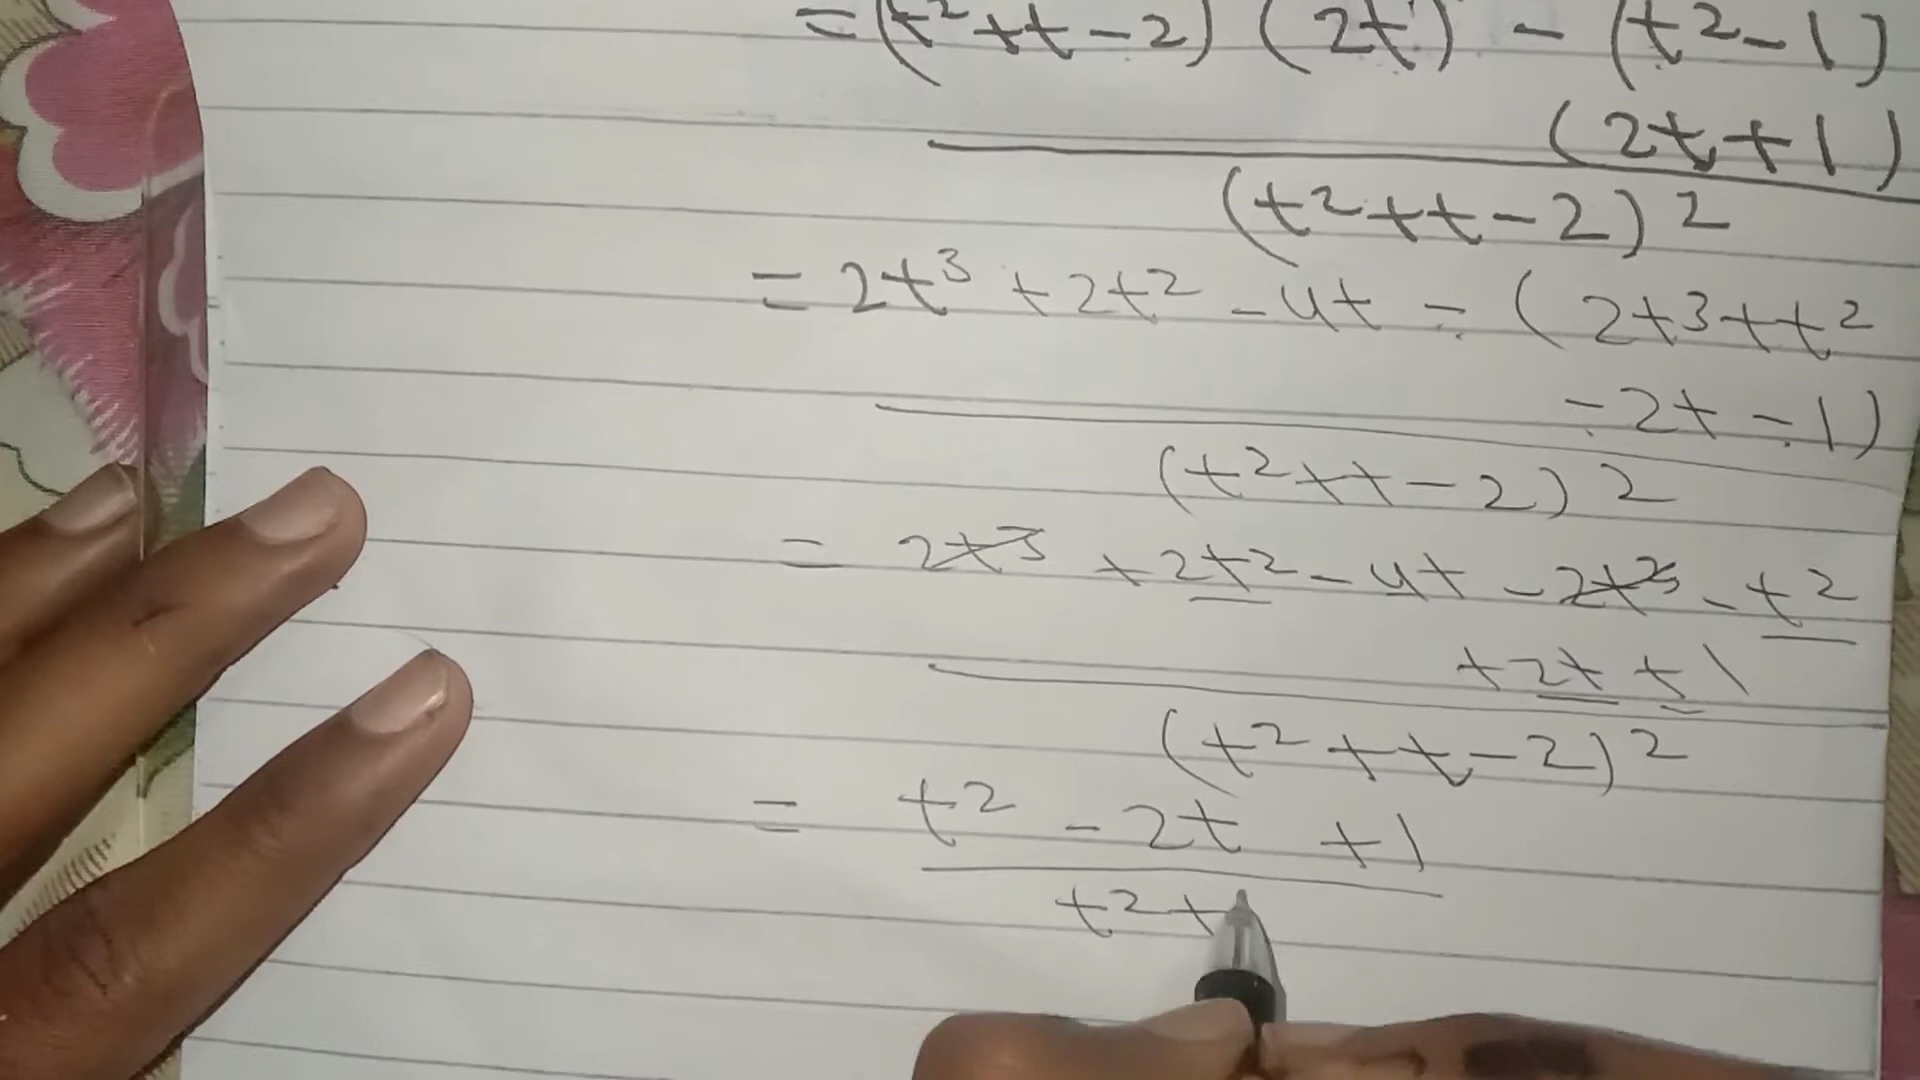 = (t² + t - 2) (2t) - (t² - 1)
(2t + 1)
(t² + t - 2)²
= 2t³ + 2t² - 4t - (2t³ + t²
- 2t - 1)
(t² + t - 2)²
= 2t³ + 2t² - 4t - 2t³ - t²
+ 2t + 1
(t² + t - 2)²
= t² - 2t + 1
t² +